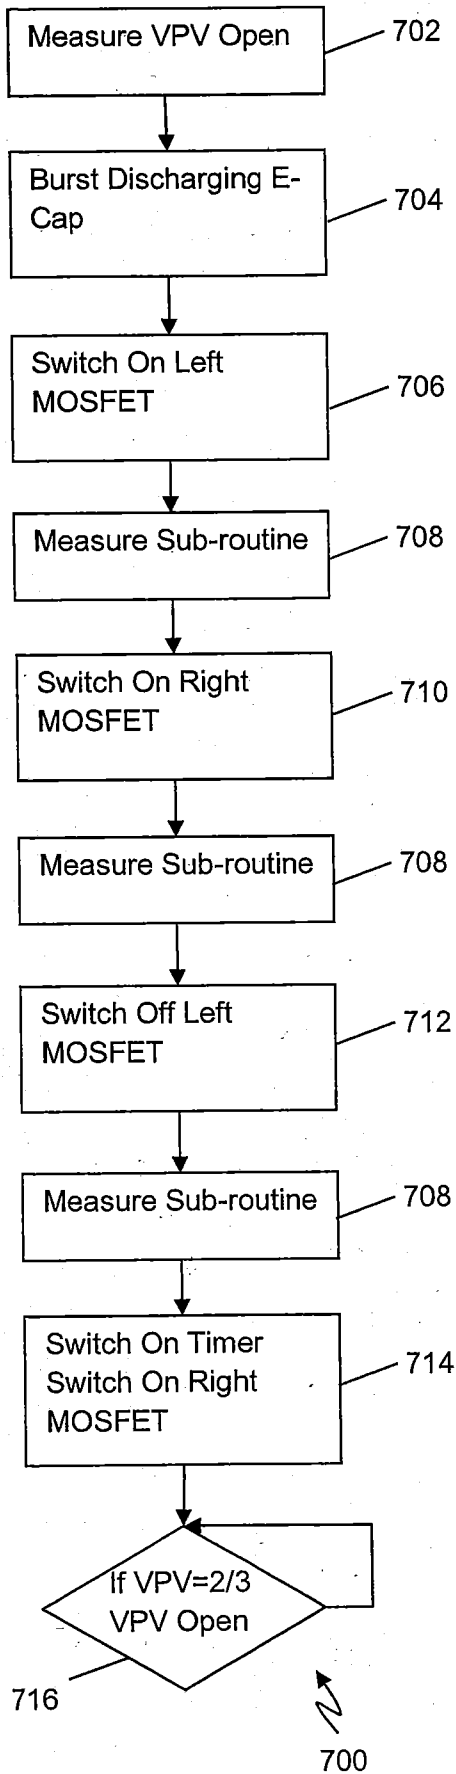 Measure VPV Open
702
Burst Discharging E-
Cap
704
Switch On Left
MOSFET
706
Measure Sub-routine
708
Switch On Right
MOSFET
710
Measure Sub-routine
708
Switch Off Left
MOSFET
712
Measure Sub-routine
708
Switch On Timer
Switch On Right
MOSFET
714
If VPV=2/3
VPV Open
716
700